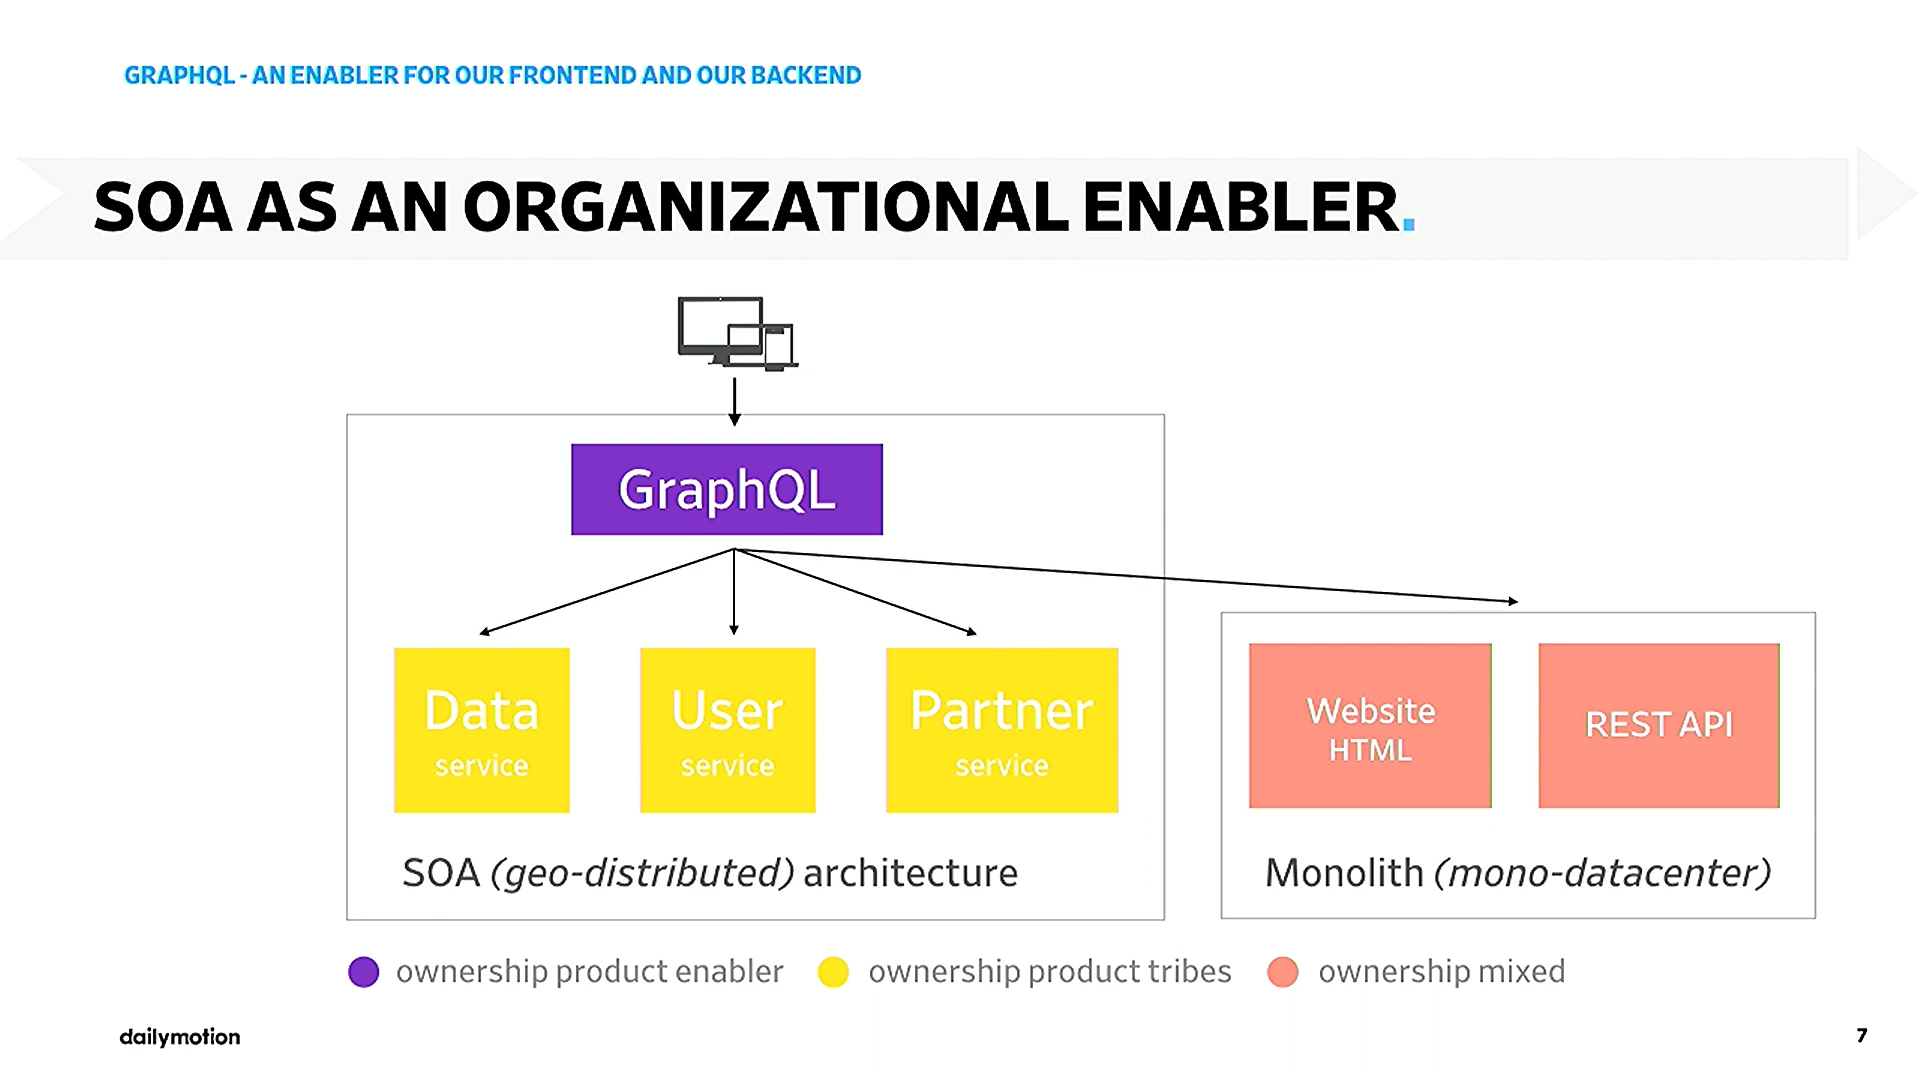 GRAPHQL - AN ENABLER FOR OUR FRONTEND AND OUR BACKEND
SOA AS AN ORGANIZATIONAL ENABLER.
GraphQL
Data
service
User
service
Partner
service
Website
HTML
REST API
SOA (geo-distributed) architecture
Monolith (mono-datacenter)
ownership product enabler
ownership product tribes
ownership mixed
dailymotion
7